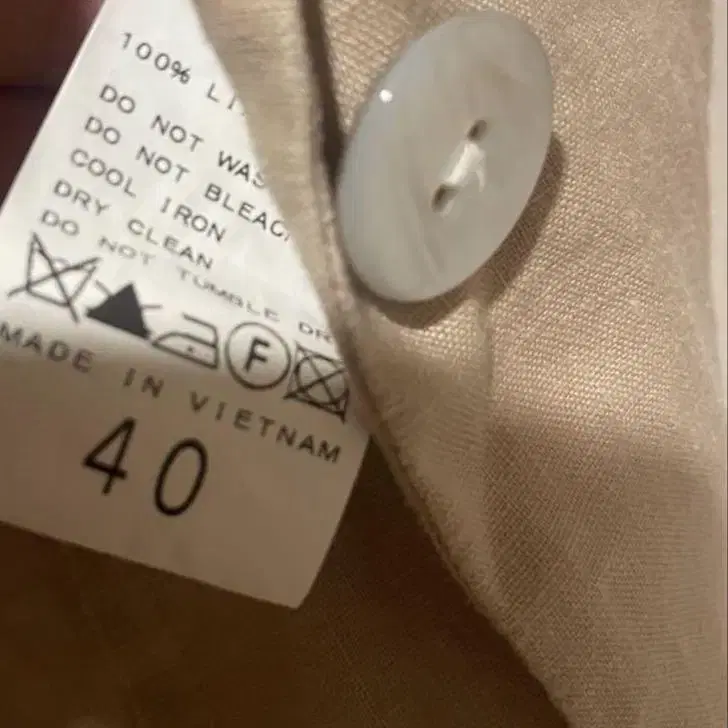 100% LI
DO NOT WAS
DO NOT BLEAC
COOL IRON
DRY CLEAN
DO NOT TUMBLE DR
F
MADE IN VIETNAM
40